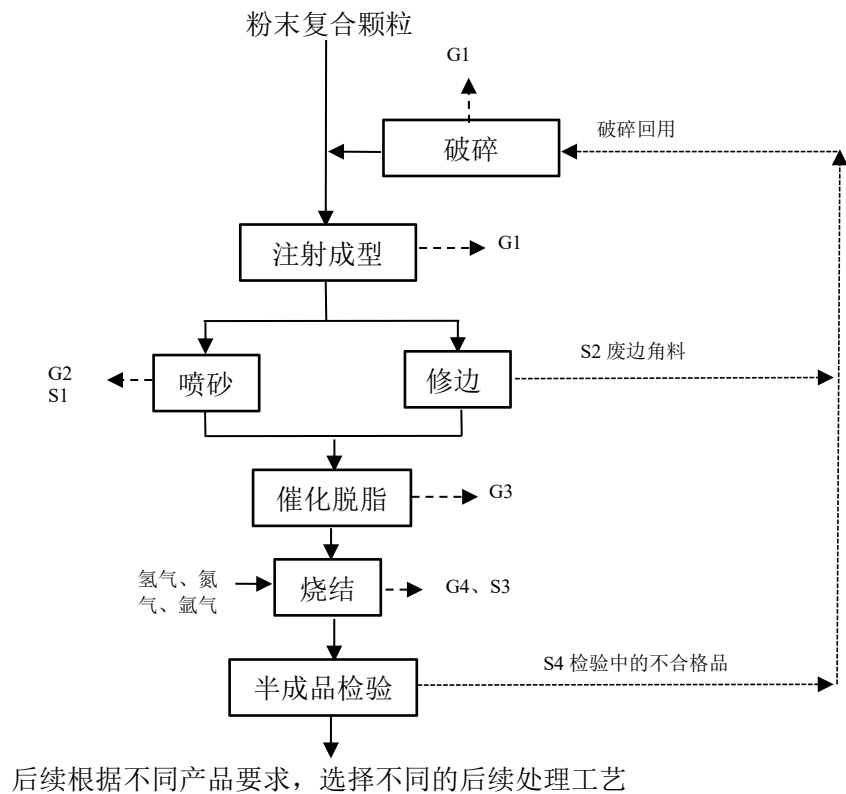 粉末复合颗粒
G1
破碎回用
破碎
注射成型
G1
S2 废边角料
G2
S1
喷砂
修边
催化脱脂
G3
氢气、氮
气、氩气
烧结
G4、S3
S4 检验中的不合格品
半成品检验
后续根据不同产品要求，选择不同的后续处理工艺